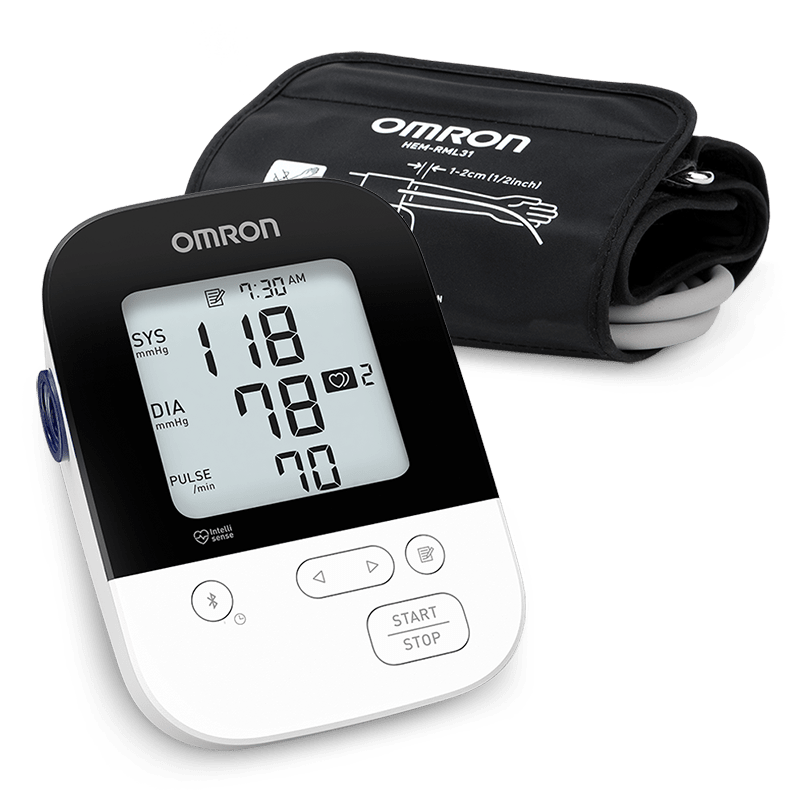 OMRON
HEM-RML31
1-2cm (1/2inch)
OMRON
7:30 AM
SYS
mmHg
118
DIA
mmHg
78
2
PULSE
/min
70
Intelli
sense
START
STOP